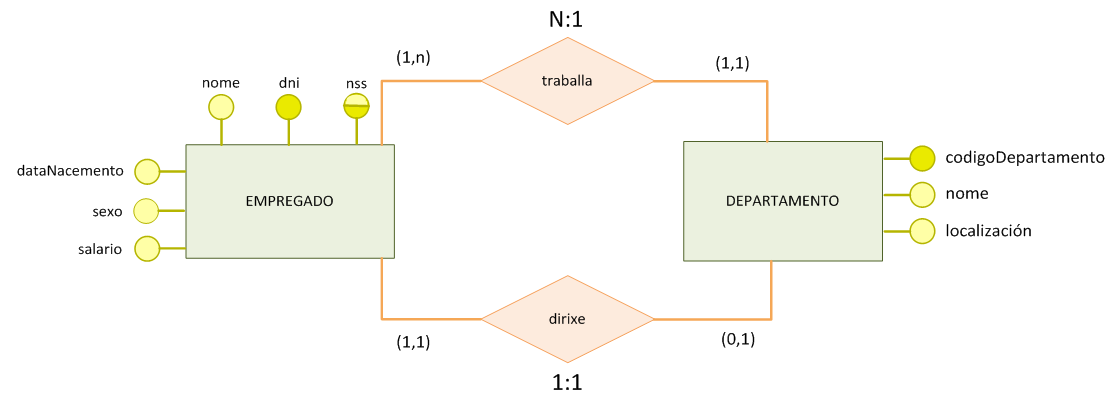 N:1
(1,n)
traballa
(1,1)
nome
dni
nss
dataNacemento
sexo
salario
EMPREGADO
DEPARTAMENTO
codigoDepartamento
nome
localización
(1,1)
dirixe
(0,1)
1:1